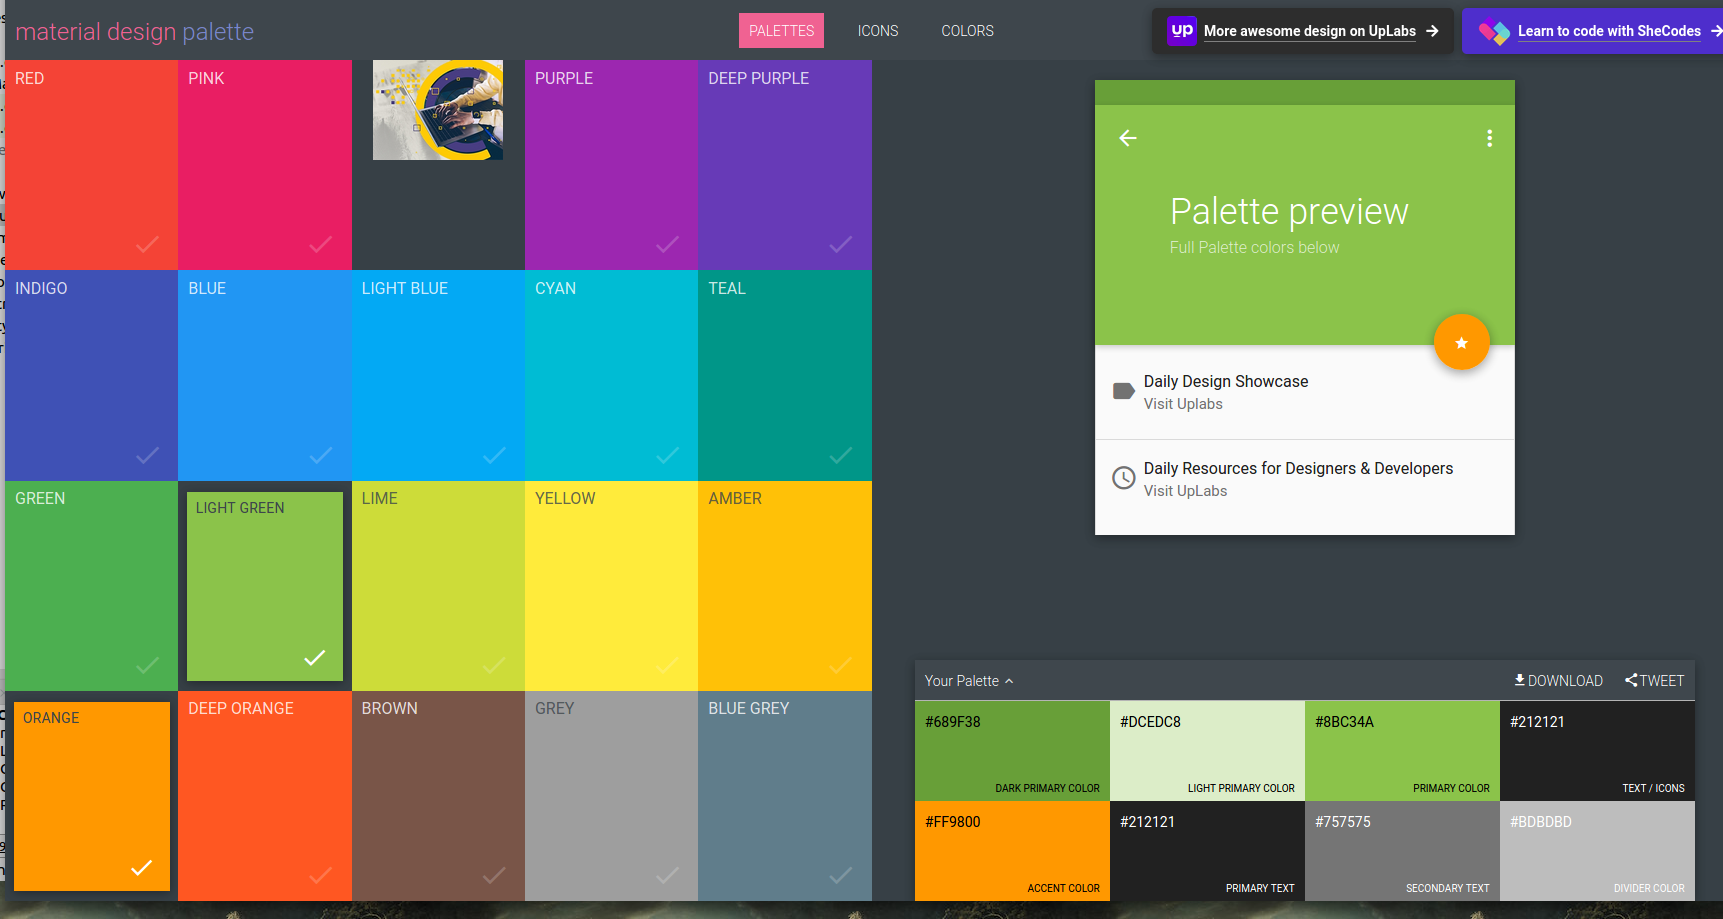 material design palette
PALETTES
ICONS
COLORS
up
More awesome design on UpLabs
Learn to code with SheCodes
RED
PINK
PURPLE
DEEP PURPLE
INDIGO
BLUE
LIGHT BLUE
CYAN
TEAL
GREEN
LIGHT GREEN
LIME
YELLOW
AMBER
ORANGE
DEEP ORANGE
BROWN
GREY
BLUE GREY
Palette preview
Full Palette colors below
Daily Design Showcase
Visit Uplabs
Daily Resources for Designers & Developers
Visit UpLabs
Your Palette
DOWNLOAD
TWEET
#689F38
DARK PRIMARY COLOR
#DCEDC8
LIGHT PRIMARY COLOR
#8BC34A
PRIMARY COLOR
#212121
TEXT / ICONS
#FF9800
ACCENT COLOR
#212121
PRIMARY TEXT
#757575
SECONDARY TEXT
#BDBDBD
DIVIDER COLOR